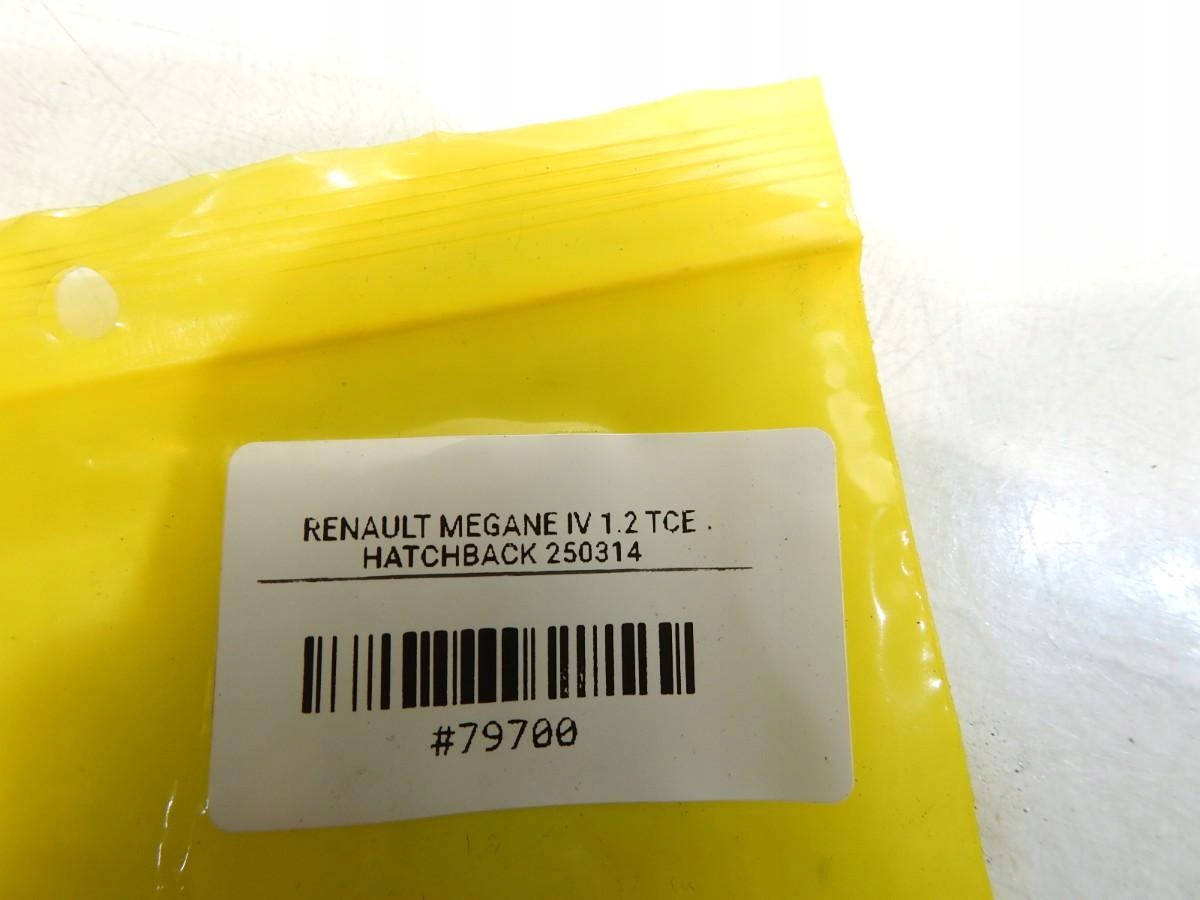 RENAULT MEGANE IV 1.2 TCE .
HATCHBACK 250314
#79700